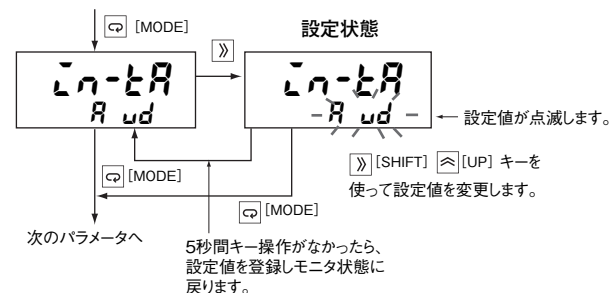 [MODE]
設定状態
in-tA
A ud
in-tA
A ud
設定値が点滅します。
[SHIFT] [UP] キーを
使って設定値を変更します。
[MODE]
[MODE]
次のパラメータへ
5秒間キー操作がなかったら、
設定値を登録しモニタ状態に
戻ります。